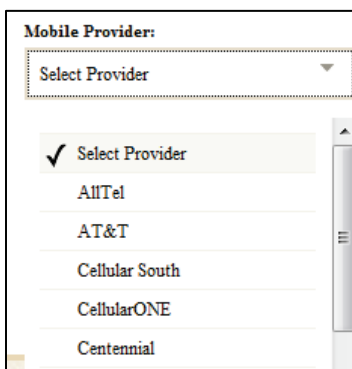 Mobile Provider:
Select Provider
Select Provider
AllTel
AT&T
Cellular South
CellularONE
Centennial